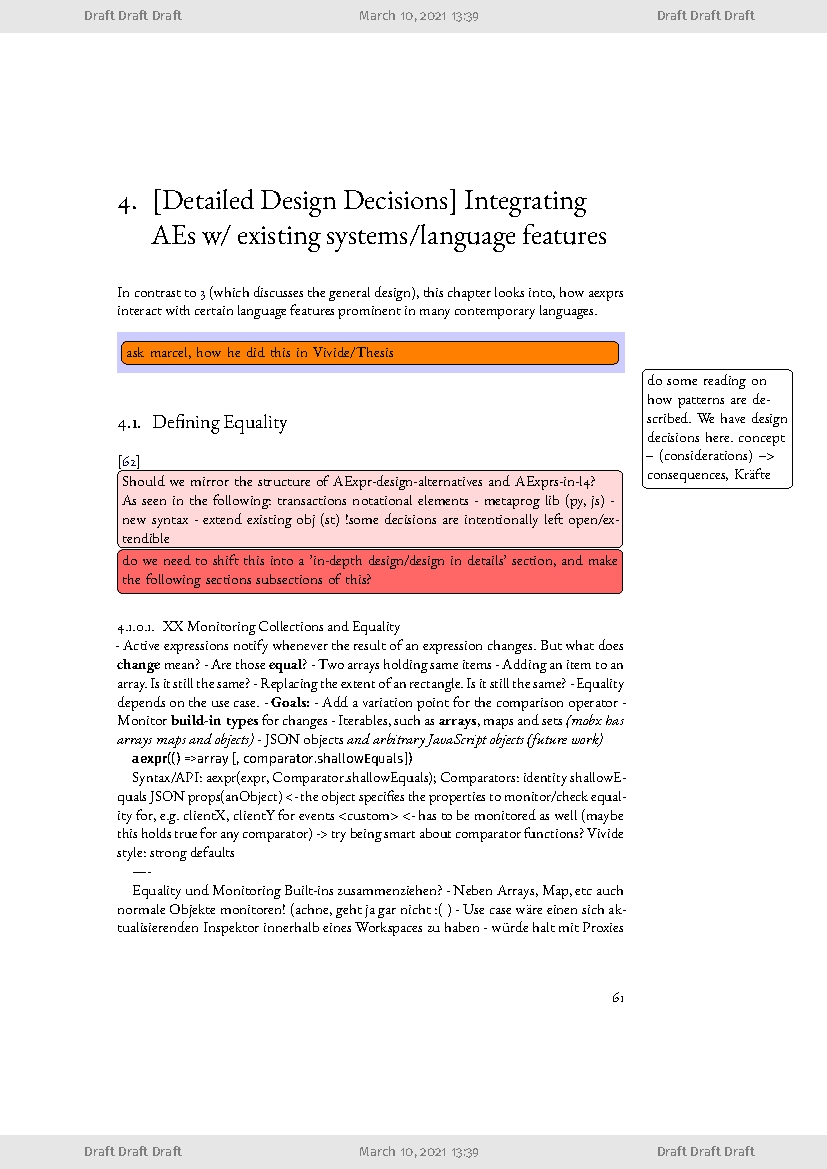 Draft Draft Draft March 10, 2021 13:39 Draft Draft Draft
4. [Detailed Design Decisions] Integrating
AEs w/ existing systems/language features
In contrast to 3 (which discusses the general design), this chapter looks into, how aexprs
interact with certain language features prominent in many contemporary languages.
ask marcel, how he did this in Vivide/Thesis
do some reading on
how patterns are de-
scribed. We have design
decisions here. concept
– (considerations) –>
consequences, Kräfte
4.1. Defining Equality
[62]
Should we mirror the structure of AExpr-design-alternatives and AExprs-in-l4?
As seen in the following: transactions notational elements - metaprog lib (py, js) -
new syntax - extend existing obj (st) !some decisions are intentionally left open/ex-
tendible
do we need to shift this into a 'in-depth design/design in details' section, and make
the following sections subsections of this?
4.1.0.1. XX Monitoring Collections and Equality
- Active expressions notify whenever the result of an expression changes. But what does
change mean? - Are those equal? - Two arrays holding same items - Adding an item to an
array. Is it still the same? - Replacing the extent of an rectangle. Is it still the same? - Equality
depends on the use case. - Goals: - Add a variation point for the comparison operator -
Monitor build-in types for changes - Iterables, such as arrays, maps and sets (mobx has
arrays maps and objects) - JSON objects and arbitrary JavaScript objects (future work)
aexpr(() =>array [, comparator.shallowEquals])
Syntax/API: aexpr(expr, Comparator.shallowEquals); Comparators: identity shallowE-
quals JSON props(anObject) <- the object specifies the properties to monitor/check equal-
ity for, e.g. clientX, clientY for events <custom> <- has to be monitored as well (maybe
this holds true for any comparator) -> try being smart about comparator functions? Vivide
style: strong defaults
—-
Equality und Monitoring Built-ins zusammenziehen? - Neben Arrays, Map, etc auch
normale Objekte monitoren! (achne, geht ja gar nicht :( ) - Use case wäre einen sich ak-
tualisierenden Inspektor innerhalb eines Workspaces zu haben - würde halt mit Proxies
61
Draft Draft Draft March 10, 2021 13:39 Draft Draft Draft